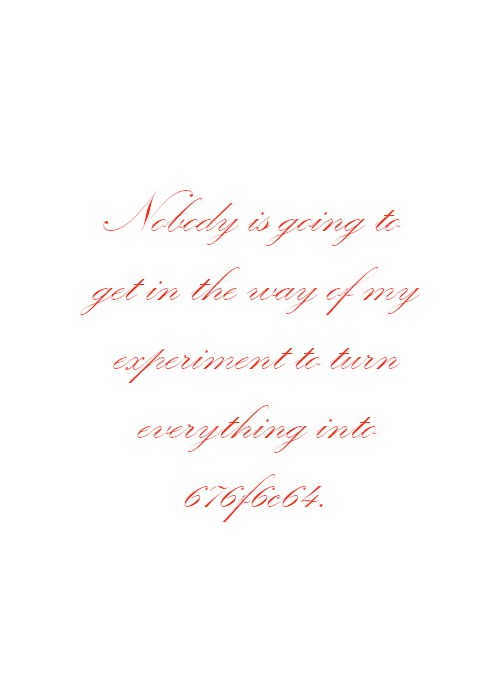 Nobody is going to
get in the way of my
experiment to turn
everything into
676f6c64.